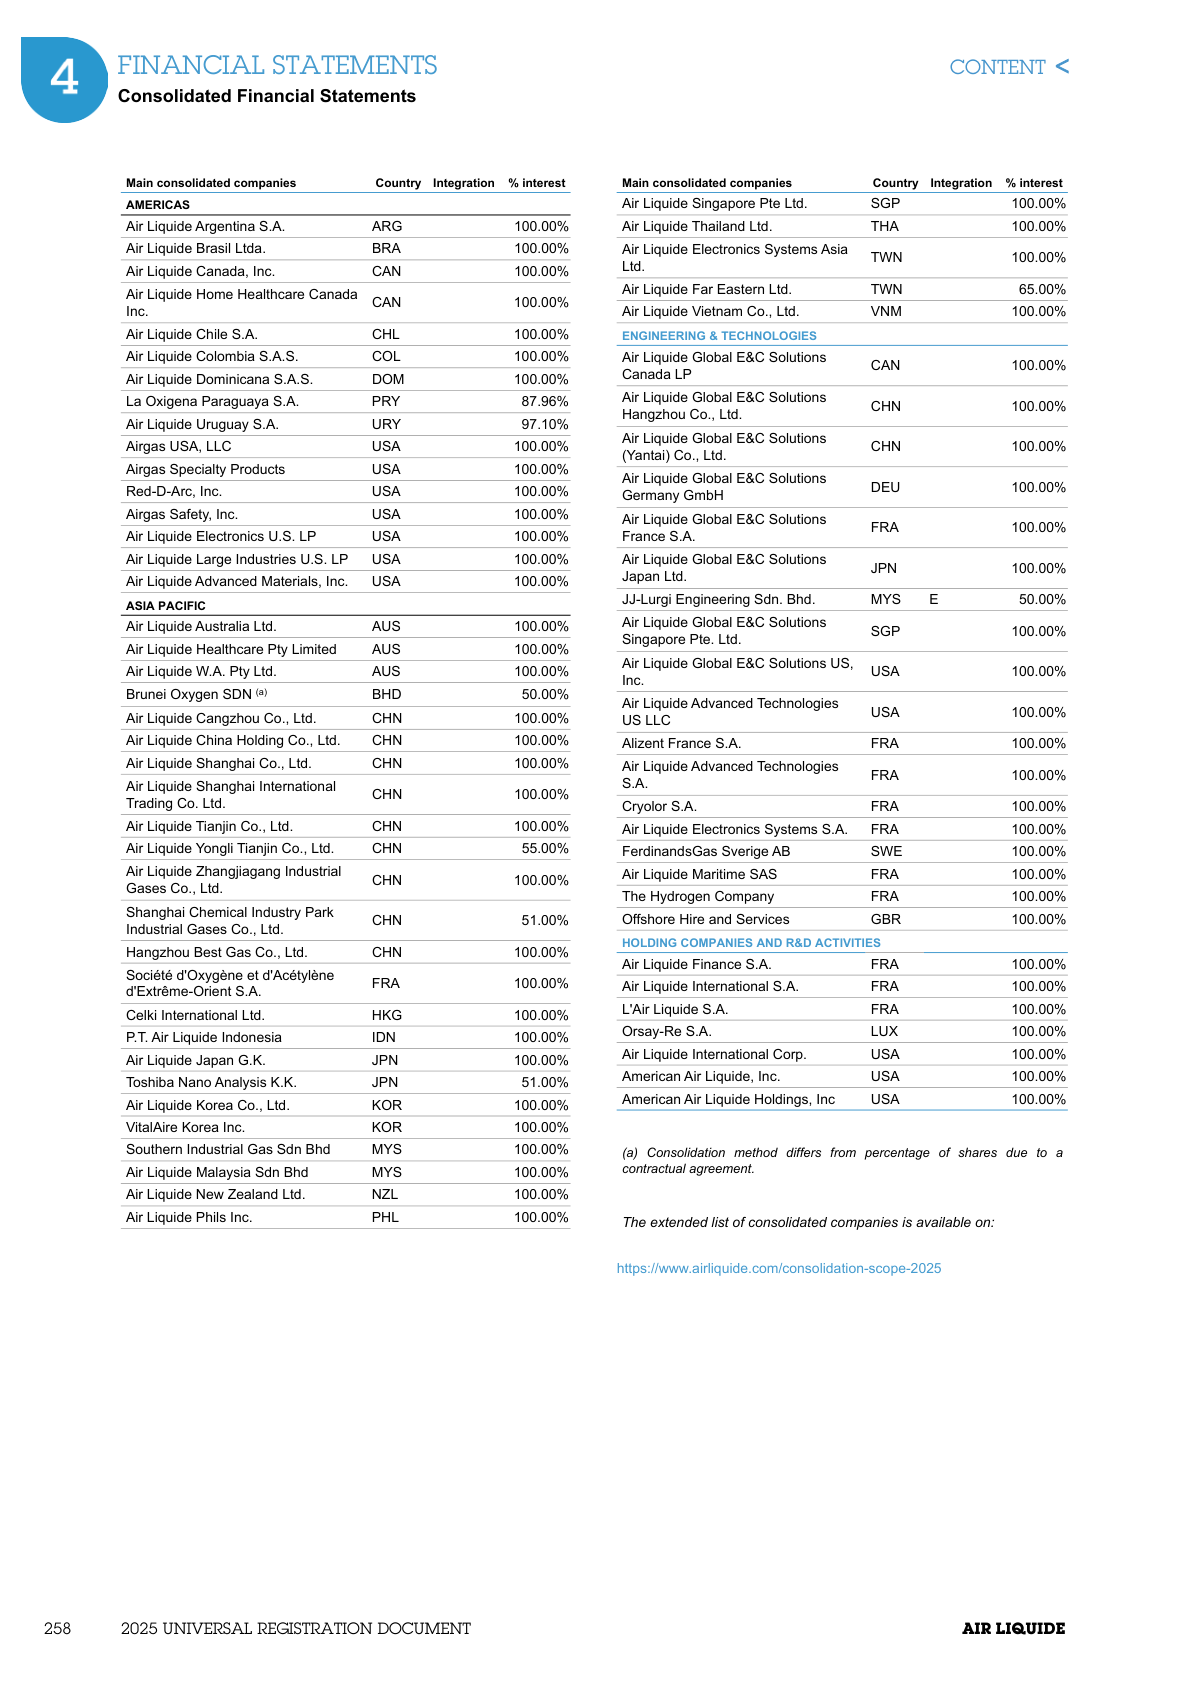 4
FINANCIAL STATEMENTS
CONTENT <
Consolidated Financial Statements
Main consolidated companies Country Integration % interest
AMERICAS
Air Liquide Argentina S.A. ARG 100.00%
Air Liquide Brasil Ltda. BRA 100.00%
Air Liquide Canada, Inc. CAN 100.00%
Air Liquide Home Healthcare Canada
Inc. CAN 100.00%
Air Liquide Chile S.A. CHL 100.00%
Air Liquide Colombia S.A.S. COL 100.00%
Air Liquide Dominicana S.A.S. DOM 100.00%
La Oxigena Paraguaya S.A. PRY 87.96%
Air Liquide Uruguay S.A. URY 97.10%
Airgas USA, LLC USA 100.00%
Airgas Specialty Products USA 100.00%
Red-D-Arc, Inc. USA 100.00%
Airgas Safety, Inc. USA 100.00%
Air Liquide Electronics U.S. LP USA 100.00%
Air Liquide Large Industries U.S. LP USA 100.00%
Air Liquide Advanced Materials, Inc. USA 100.00%
ASIA PACIFIC
Air Liquide Australia Ltd. AUS 100.00%
Air Liquide Healthcare Pty Limited AUS 100.00%
Air Liquide W.A. Pty Ltd. AUS 100.00%
Brunei Oxygen SDN (a) BHD 50.00%
Air Liquide Cangzhou Co., Ltd. CHN 100.00%
Air Liquide China Holding Co., Ltd. CHN 100.00%
Air Liquide Shanghai Co., Ltd. CHN 100.00%
Air Liquide Shanghai International
Trading Co. Ltd. CHN 100.00%
Air Liquide Tianjin Co., Ltd. CHN 100.00%
Air Liquide Yongli Tianjin Co., Ltd. CHN 55.00%
Air Liquide Zhangjiagang Industrial
Gases Co., Ltd. CHN 100.00%
Shanghai Chemical Industry Park
Industrial Gases Co., Ltd. CHN 51.00%
Hangzhou Best Gas Co., Ltd. CHN 100.00%
Société d'Oxygène et d'Acétylène
d'Extrême-Orient S.A. FRA 100.00%
Celki International Ltd. HKG 100.00%
P.T. Air Liquide Indonesia IDN 100.00%
Air Liquide Japan G.K. JPN 100.00%
Toshiba Nano Analysis K.K. JPN 51.00%
Air Liquide Korea Co., Ltd. KOR 100.00%
VitalAire Korea Inc. KOR 100.00%
Southern Industrial Gas Sdn Bhd MYS 100.00%
Air Liquide Malaysia Sdn Bhd MYS 100.00%
Air Liquide New Zealand Ltd. NZL 100.00%
Air Liquide Phils Inc. PHL 100.00%
Main consolidated companies Country Integration % interest
Air Liquide Singapore Pte Ltd. SGP 100.00%
Air Liquide Thailand Ltd. THA 100.00%
Air Liquide Electronics Systems Asia
Ltd. TWN 100.00%
Air Liquide Far Eastern Ltd. TWN 65.00%
Air Liquide Vietnam Co., Ltd. VNM 100.00%
ENGINEERING & TECHNOLOGIES
Air Liquide Global E&C Solutions
Canada LP CAN 100.00%
Air Liquide Global E&C Solutions
Hangzhou Co., Ltd. CHN 100.00%
Air Liquide Global E&C Solutions
(Yantai) Co., Ltd. CHN 100.00%
Air Liquide Global E&C Solutions
Germany GmbH DEU 100.00%
Air Liquide Global E&C Solutions
France S.A. FRA 100.00%
Air Liquide Global E&C Solutions
Japan Ltd. JPN 100.00%
JJ-Lurgi Engineering Sdn. Bhd. MYS E 50.00%
Air Liquide Global E&C Solutions
Singapore Pte. Ltd. SGP 100.00%
Air Liquide Global E&C Solutions US,
Inc. USA 100.00%
Air Liquide Advanced Technologies
US LLC USA 100.00%
Alizent France S.A. FRA 100.00%
Air Liquide Advanced Technologies
S.A. FRA 100.00%
Cryolor S.A. FRA 100.00%
Air Liquide Electronics Systems S.A. FRA 100.00%
FerdinandsGas Sverige AB SWE 100.00%
Air Liquide Maritime SAS FRA 100.00%
The Hydrogen Company FRA 100.00%
Offshore Hire and Services GBR 100.00%
HOLDING COMPANIES AND R&D ACTIVITIES
Air Liquide Finance S.A. FRA 100.00%
Air Liquide International S.A. FRA 100.00%
L'Air Liquide S.A. FRA 100.00%
Orsay-Re S.A. LUX 100.00%
Air Liquide International Corp. USA 100.00%
American Air Liquide, Inc. USA 100.00%
American Air Liquide Holdings, Inc USA 100.00%
(a) Consolidation method differs from percentage of shares due to a
contractual agreement.
The extended list of consolidated companies is available on:
https://www.airliquide.com/consolidation-scope-2025
258 2025 UNIVERSAL REGISTRATION DOCUMENT AIR LIQUIDE